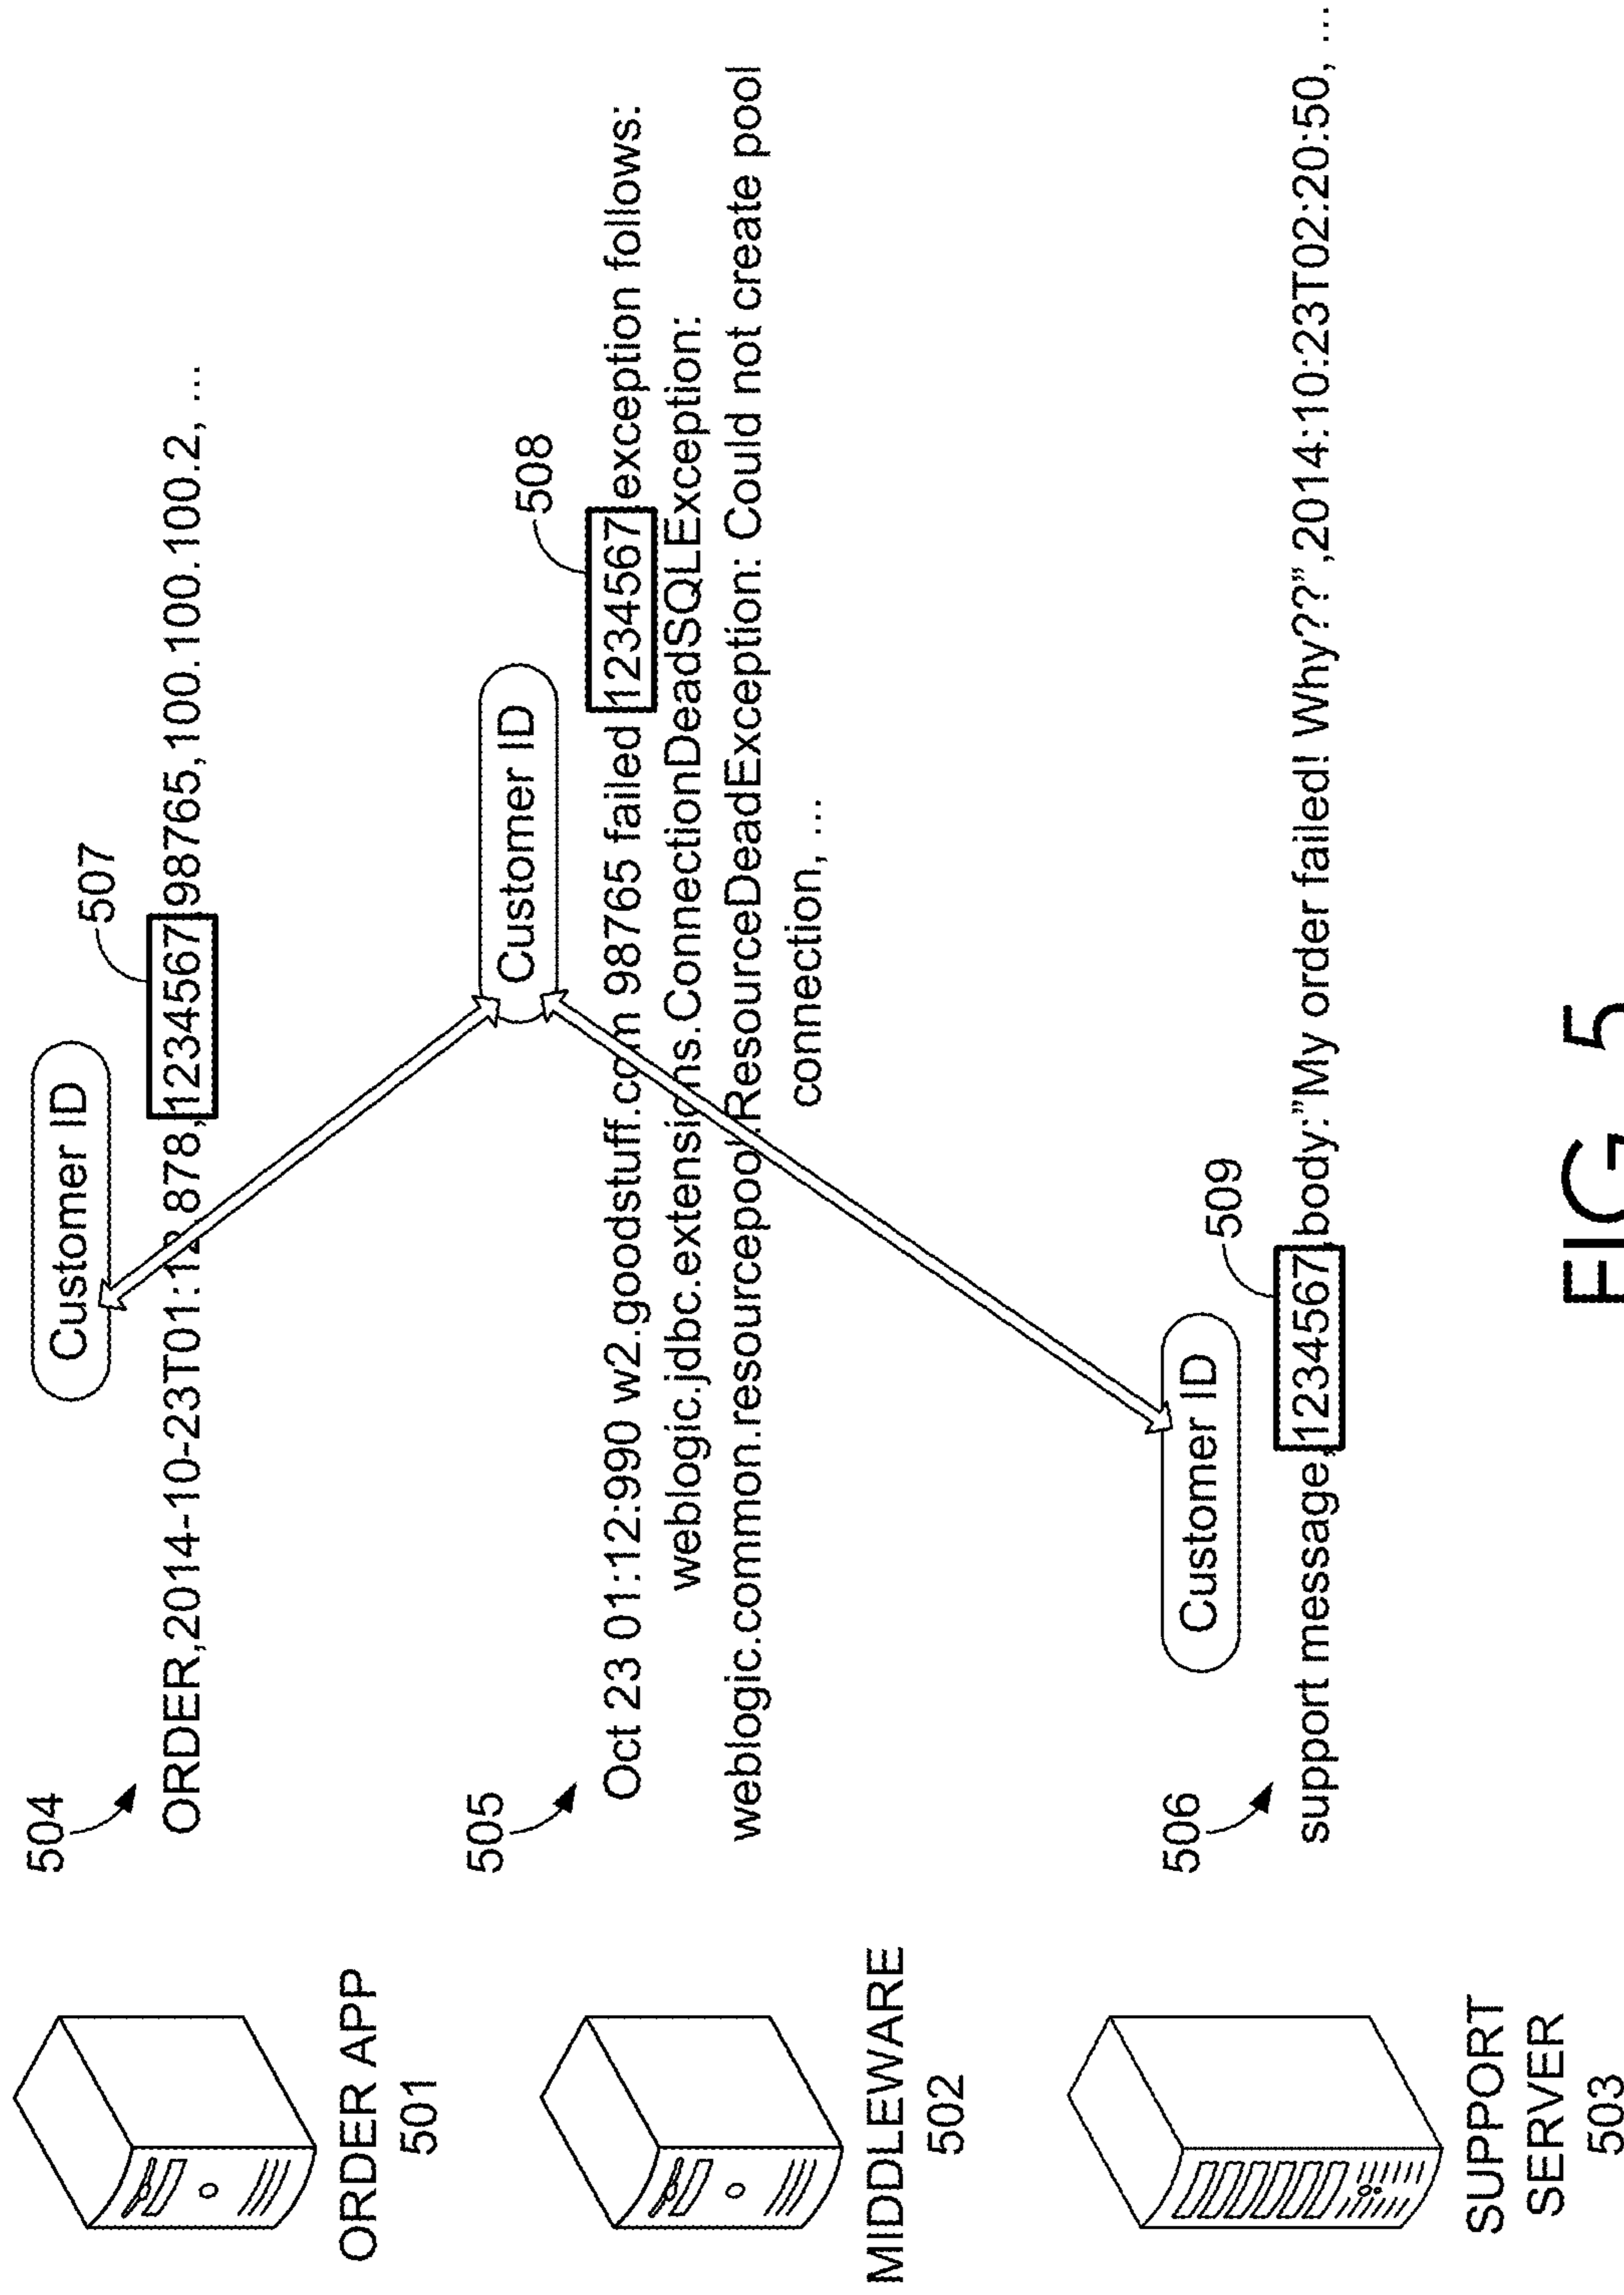 504
Customer ID
507
ORDER,2014-10-23T01:12.878,1234567,98765,100.100.100.2, ...
ORDER APP
501
505
Customer ID
508
Oct 23 01:12:990 w2.goodstuff.com 98765 failed 1234567 exception follows:
weblogic.jdbc.extensions.ConnectionDeadSQLException:
weblogic.common.resourcepool.ResourceDeadException: Could not create pool
connection, ...
MIDDLEWARE
502
506
Customer ID
509
support message,1234567,body:”My order failed! Why??”,2014:10:23T02:20:50, ...
SUPPORT
SERVER
503
FIG. 5